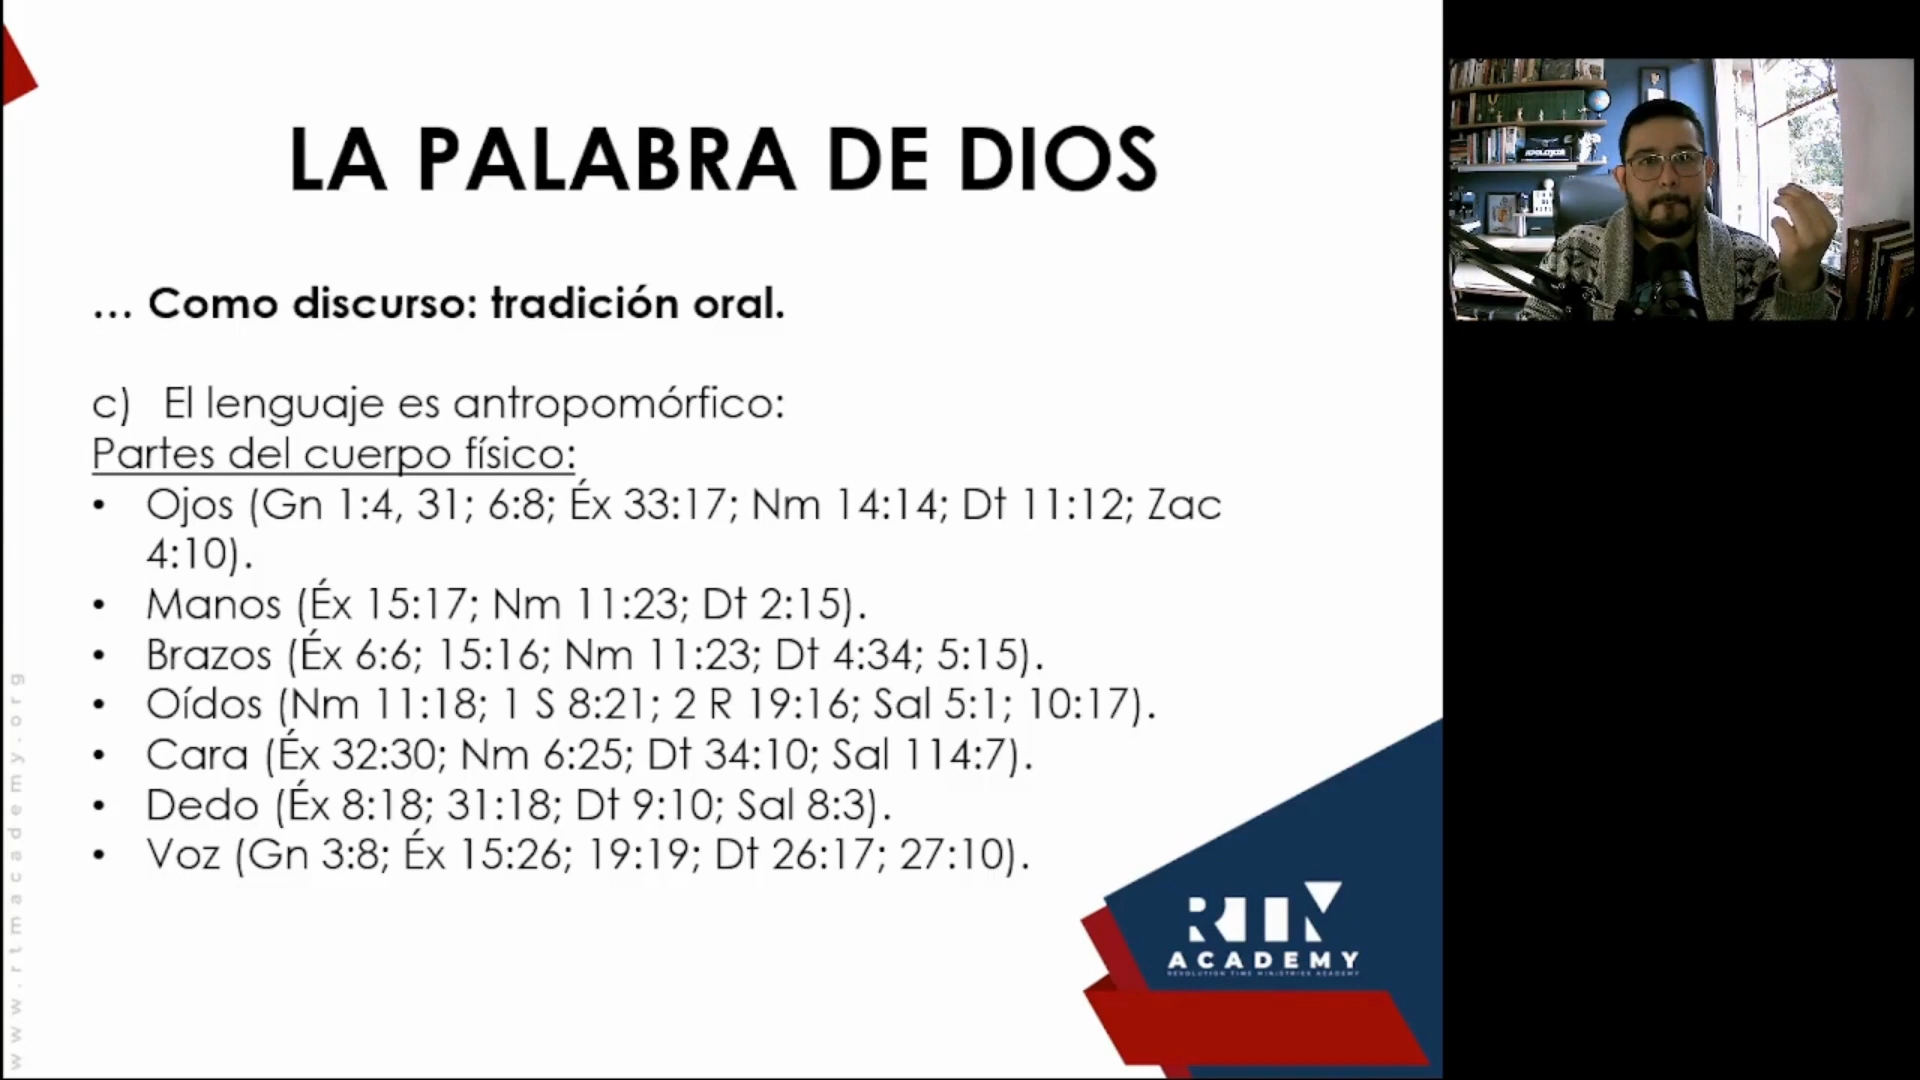 LA PALABRA DE DIOS
... Como discurso: tradición oral.
c) El lenguaje es antropomórfico:
Partes del cuerpo físico:
• Ojos (Gn 1:4, 31; 6:8; Éx 33:17; Nm 14:14; Dt 11:12; Zac
4:10).
• Manos (Éx 15:17; Nm 11:23; Dt 2:15).
• Brazos (Éx 6:6; 15:16; Nm 11:23; Dt 4:34; 5:15).
• Oídos (Nm 11:18; 1 S 8:21; 2 R 19:16; Sal 5:1; 10:17).
• Cara (Éx 32:30; Nm 6:25; Dt 34:10; Sal 114:7).
• Dedo (Éx 8:18; 31:18; Dt 9:10; Sal 8:3).
• Voz (Gn 3:8; Éx 15:26; 19:19; Dt 26:17; 27:10).
www.rtmacademy.org
RTM
ACADEMY
REVOLUTION TIME MINISTRIES ACADEMY